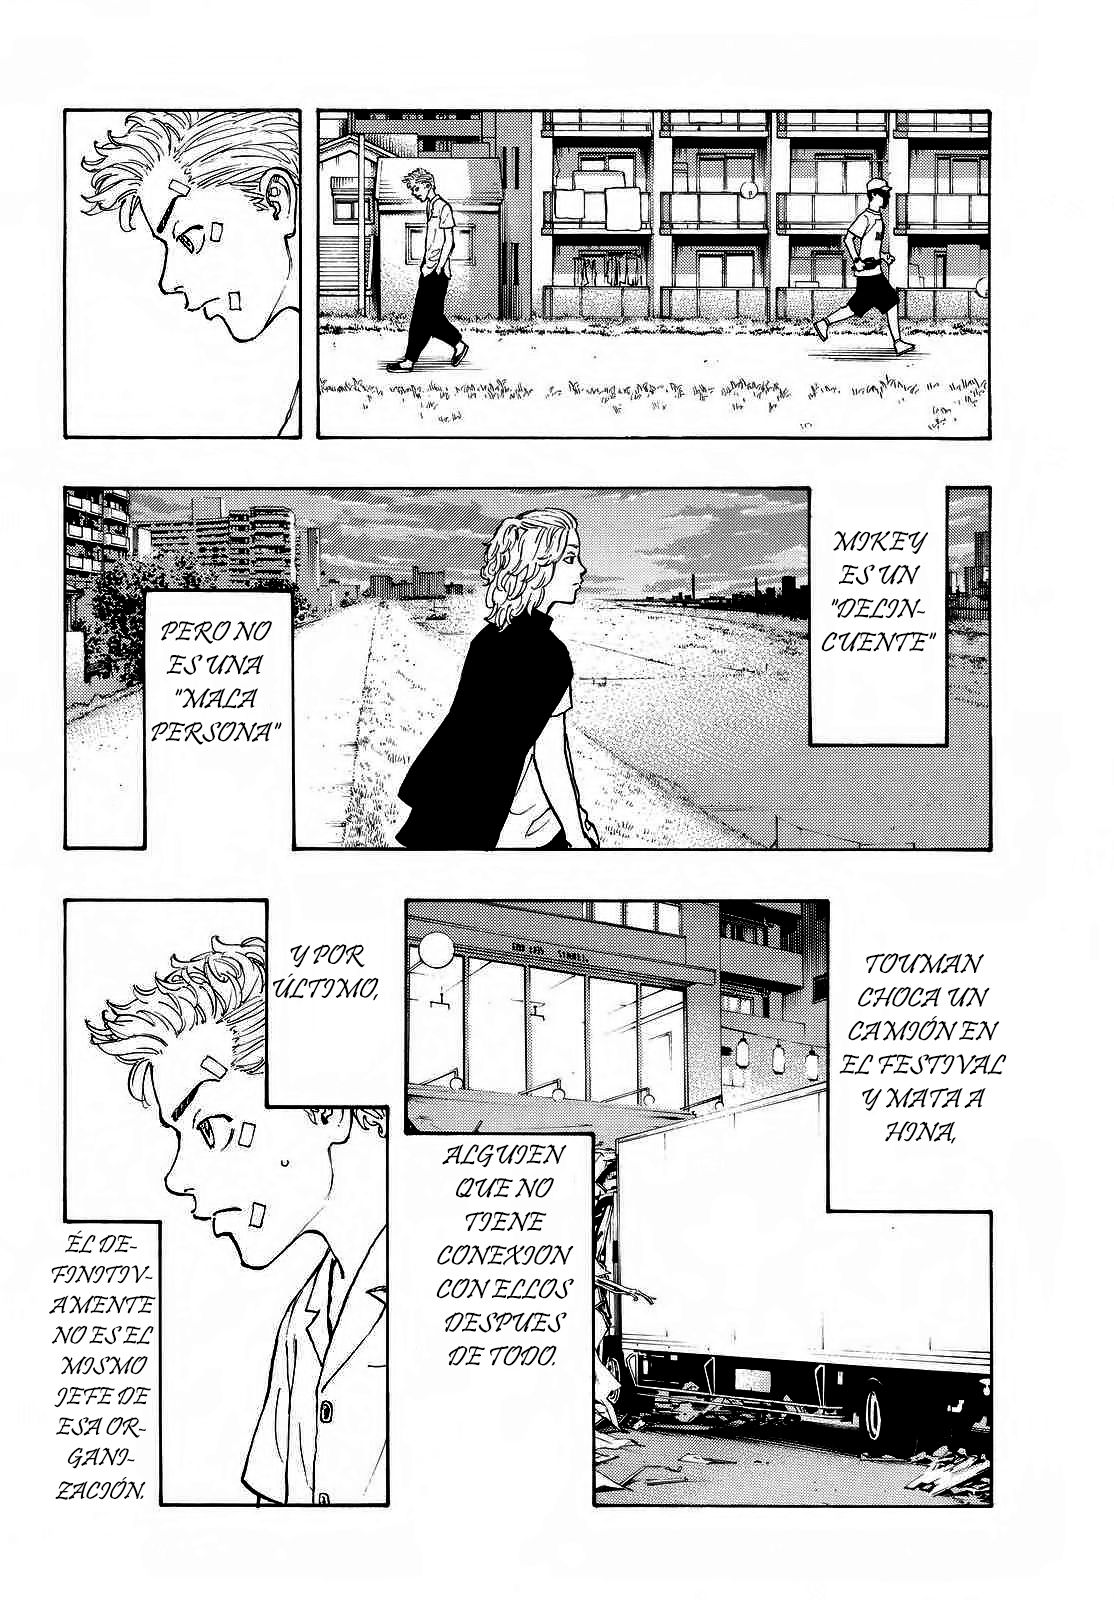 MIKEY
ES UN
"DELIN-
CUENTE"
PERO NO
ES UNA
"MALA
PERSONA"
TOUMAN
CHOCA UN
CAMIÓN EN
EL FESTIVAL
Y MATA A
HINA,
ALGUIEN
QUE NO
TIENE
CONEXION
CON ELLOS
DESPUES
DE TODO.
Y POR
ÚLTIMO,
ÉL DE-
FINITIV-
AMENTE
NO ES EL
MISMO
JEFE DE
ESA OR-
GANI-
ZACIÓN.